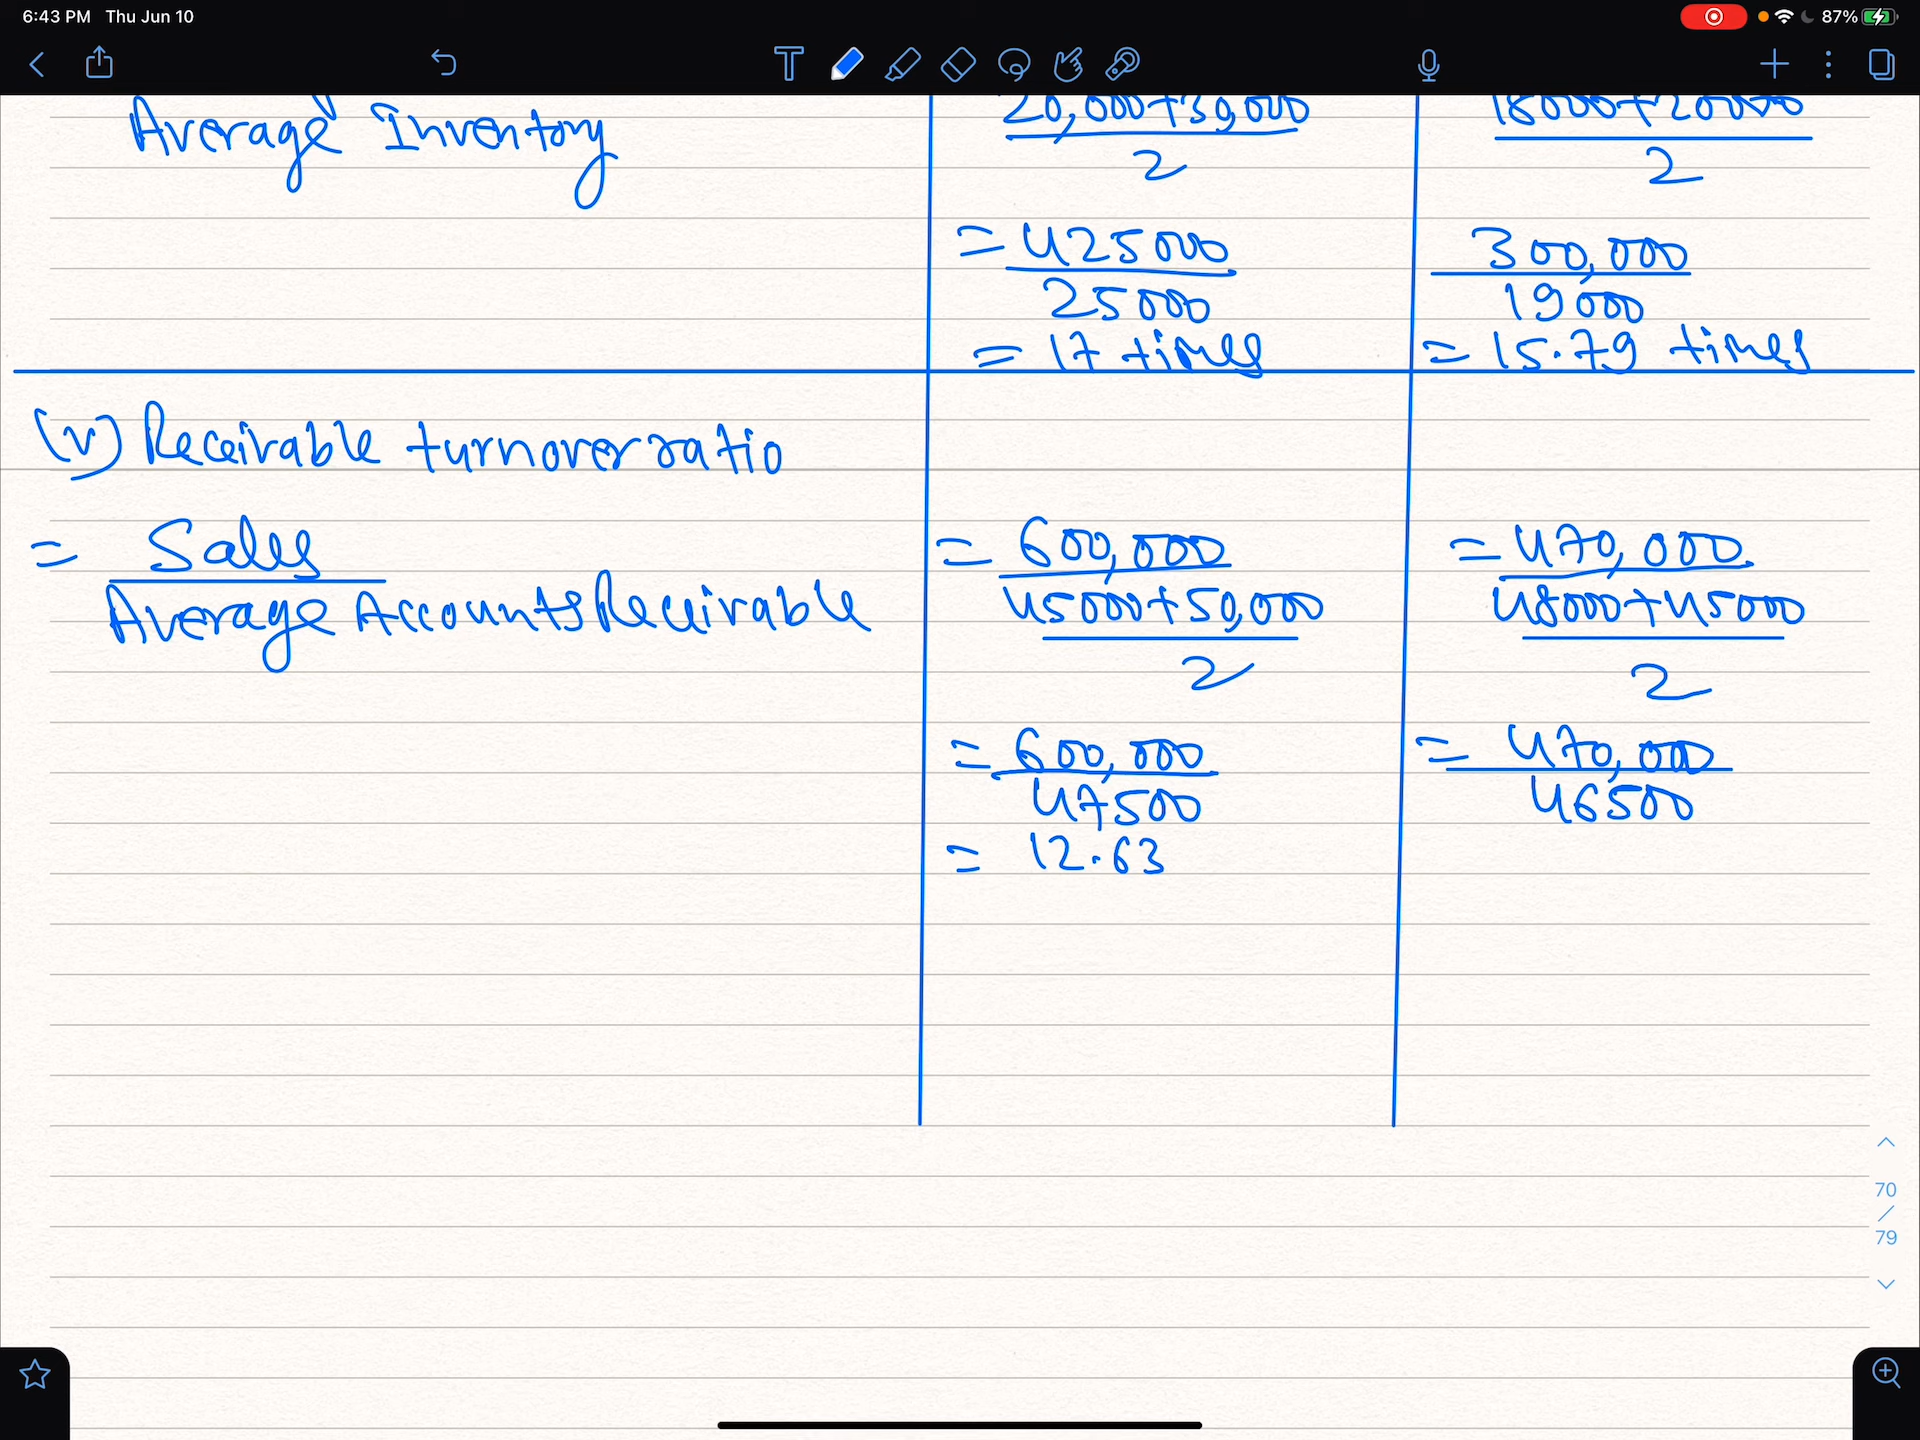 6:43 PM Thu Jun 10
87%
20,000+30,000 18000+20000
Average Inventory
2 2
= 425000 300,000
25000 19000
= 17 times = 15.79 times
(v) Receivable turnover ratio
= Sales = 600,000 = 470,000
Average Accounts Receivable 45000+50,000 48000+45000
2 2
= 600,000 = 470,000
47500 46500
= 12.63
70
/
79